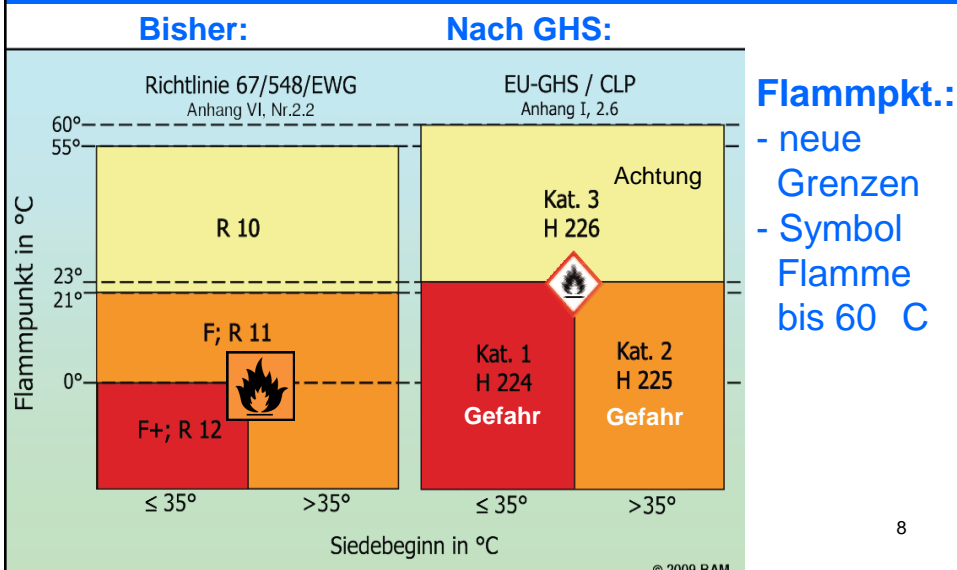 Bisher:
Nach GHS:
Richtlinie 67/548/EWG
Anhang VI, Nr.2.2
EU-GHS / CLP
Anhang I, 2.6
Flammpunkt in °C
60°
55°
23°
21°
0°
R 10
F; R 11
F+; R 12
≤ 35°
>35°
Achtung
Kat. 3
H 226
Kat. 1
H 224
Gefahr
Kat. 2
H 225
Gefahr
≤ 35°
>35°
Siedebeginn in °C
© 2009 BAM
Flammpkt.:
- neue
Grenzen
- Symbol
Flamme
bis 60 C
8